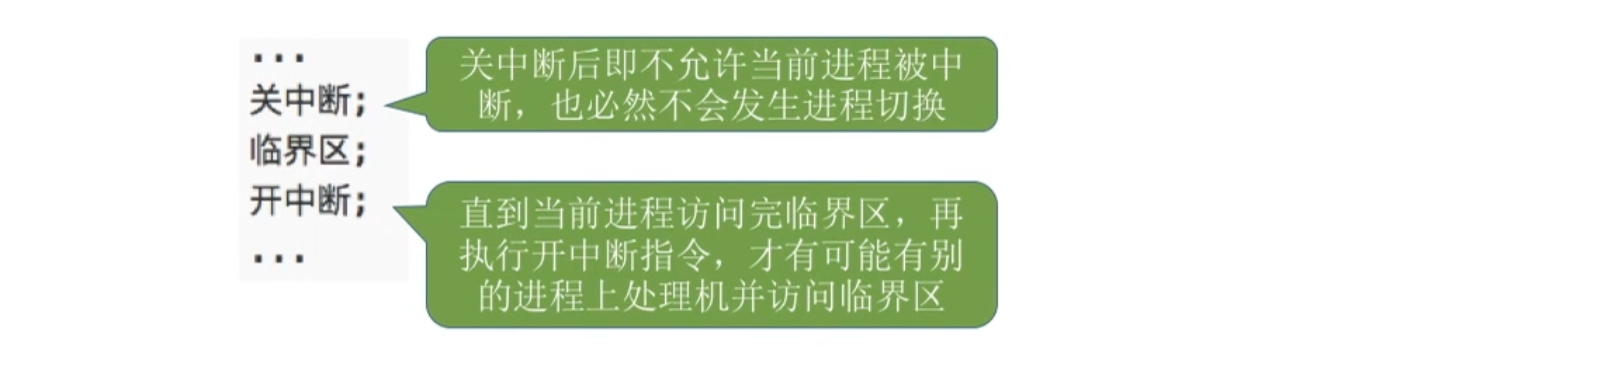 ...
关中断;
临界区;
开中断;
...
关中断后即不允许当前进程被中
断，也必然不会发生进程切换
直到当前进程访问完临界区，再
执行开中断指令，才有可能有别
的进程上处理机并访问临界区